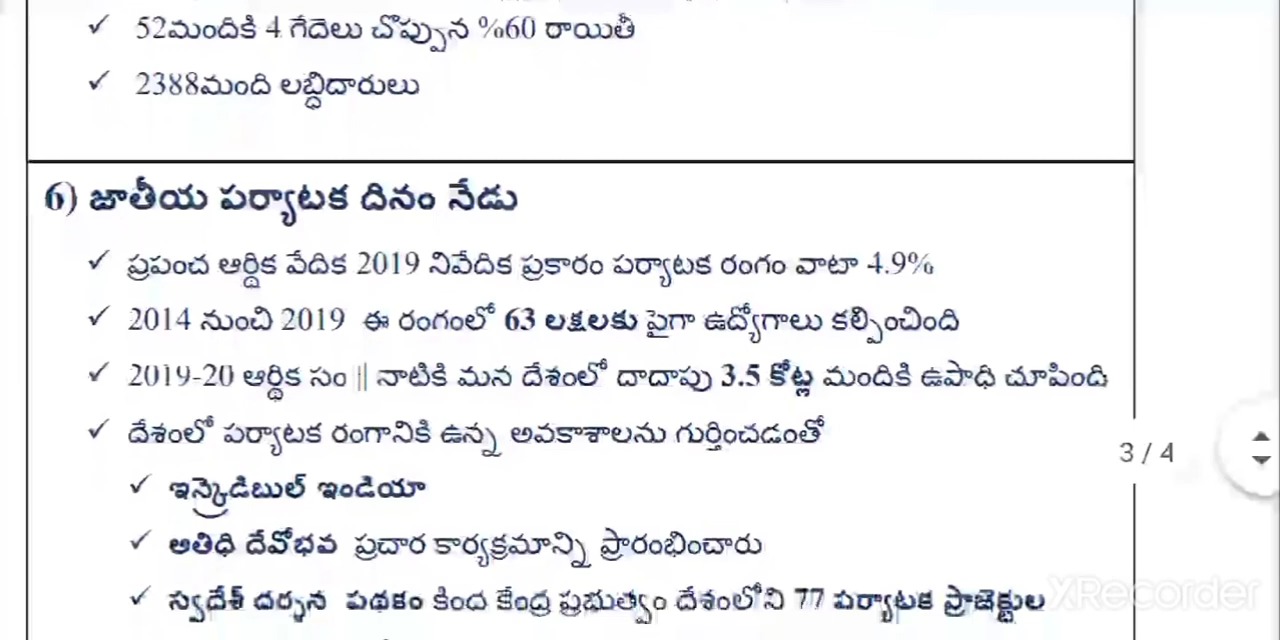 ✓ 52మందికి 4 గేదెలు చొప్పున %60 రాయితీ
✓ 2388మంది లబ్ధిదారులు
6) జాతీయ పర్యాటక దినం నేడు
✓ ప్రపంచ ఆర్థిక వేదిక 2019 నివేదిక ప్రకారం పర్యాటక రంగం వాటా 4.9%
✓ 2014 నుంచి 2019 ఈ రంగంలో 63 లక్షలకు పైగా ఉద్యోగాలు కల్పించింది
✓ 2019-20 ఆర్థిక సం|| నాటికి మన దేశంలో దాదాపు 3.5 కోట్ల మందికి ఉపాధి చూపింది
✓ దేశంలో పర్యాటక రంగానికి ఉన్న అవకాశాలను గుర్తించడంతో
3 / 4
✓ ఇన్క్రెడిబుల్ ఇండియా
✓ అతిధి దేవోభవ ప్రచార కార్యక్రమాన్ని ప్రారంభించారు
✓ స్వదేశ్ దర్శన పథకం కింద కేంద్ర ప్రభుత్వం దేశంలోని 77 పర్యాటక ప్రాజెక్టుల
XRecorder